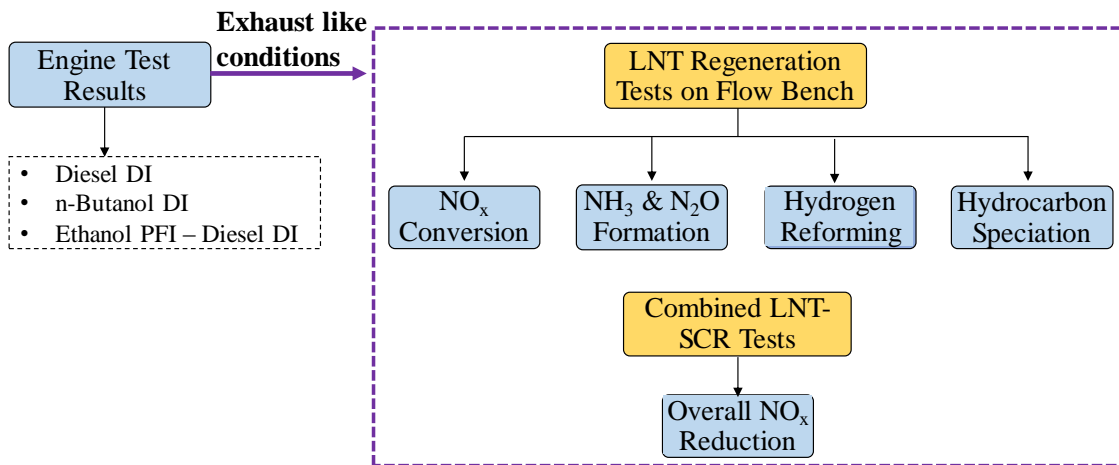 Exhaust like
conditions
Engine Test
Results
• Diesel DI
• n-Butanol DI
• Ethanol PFI – Diesel DI
LNT Regeneration
Tests on Flow Bench
NOx
Conversion
NH3 & N2O
Formation
Hydrogen
Reforming
Hydrocarbon
Speciation
Combined LNT-
SCR Tests
Overall NOx
Reduction